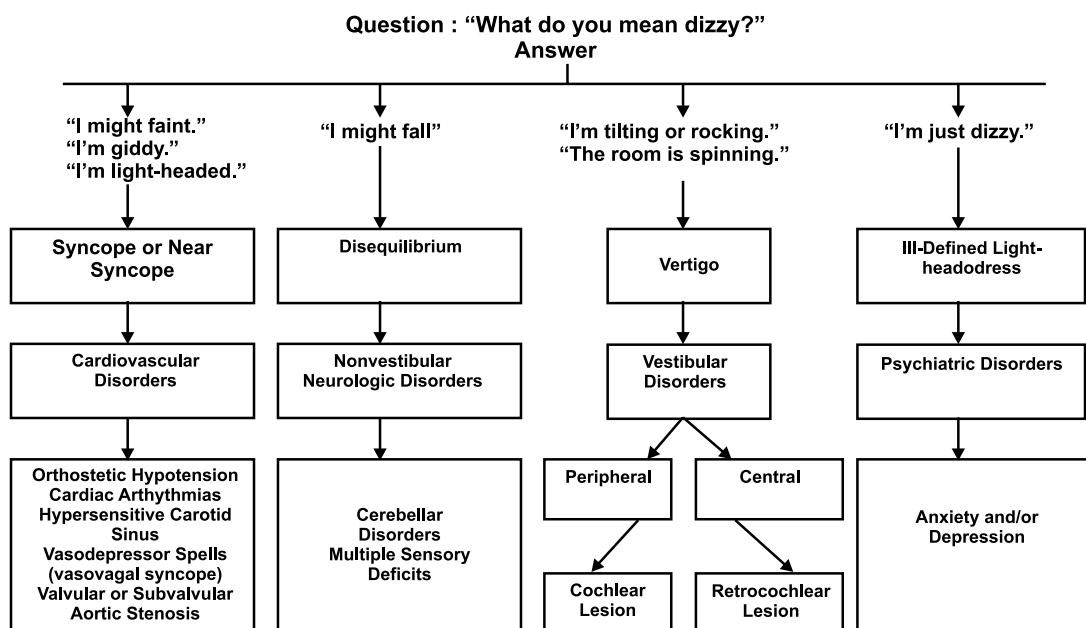 Question : “What do you mean dizzy?”
Answer
“I might faint.”
“I’m giddy.”
“I’m light-headed.”
“I might fall”
“I’m tilting or rocking.”
“The room is spinning.”
“I’m just dizzy.”
Syncope or Near
Syncope
Disequilibrium
Vertigo
III-Defined Light-
headodress
Cardiovascular
Disorders
Nonvestibular
Neurologic Disorders
Vestibular
Disorders
Psychiatric Disorders
Orthostetic Hypotension
Cardiac Arthythmias
Hypersensitive Carotid
Sinus
Vasodepressor Spells
(vasovagal syncope)
Valvular or Subvalvular
Aortic Stenosis
Cerebellar
Disorders
Multiple Sensory
Deficits
Peripheral
Central
Cochlear
Lesion
Retrocochlear
Lesion
Anxiety and/or
Depression